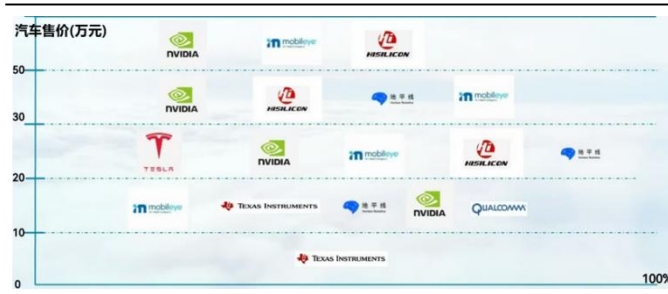 汽车售价(万元)
NVIDIA mobileye HISILICON
50
NVIDIA HISILICON 地平线 mobileye
30
TESLA NVIDIA mobileye HISILICON 地平线
20
mobileye TEXAS INSTRUMENTS 地平线 NVIDIA QUALCOMM
10
TEXAS INSTRUMENTS
0 100%